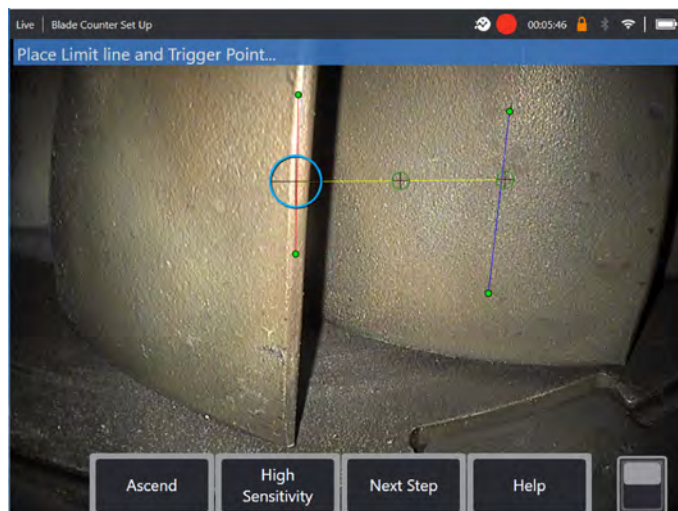 Live | Blade Counter Set Up 00:05:46
Place Limit line and Trigger Point...
Ascend
High
Sensitivity
Next Step
Help